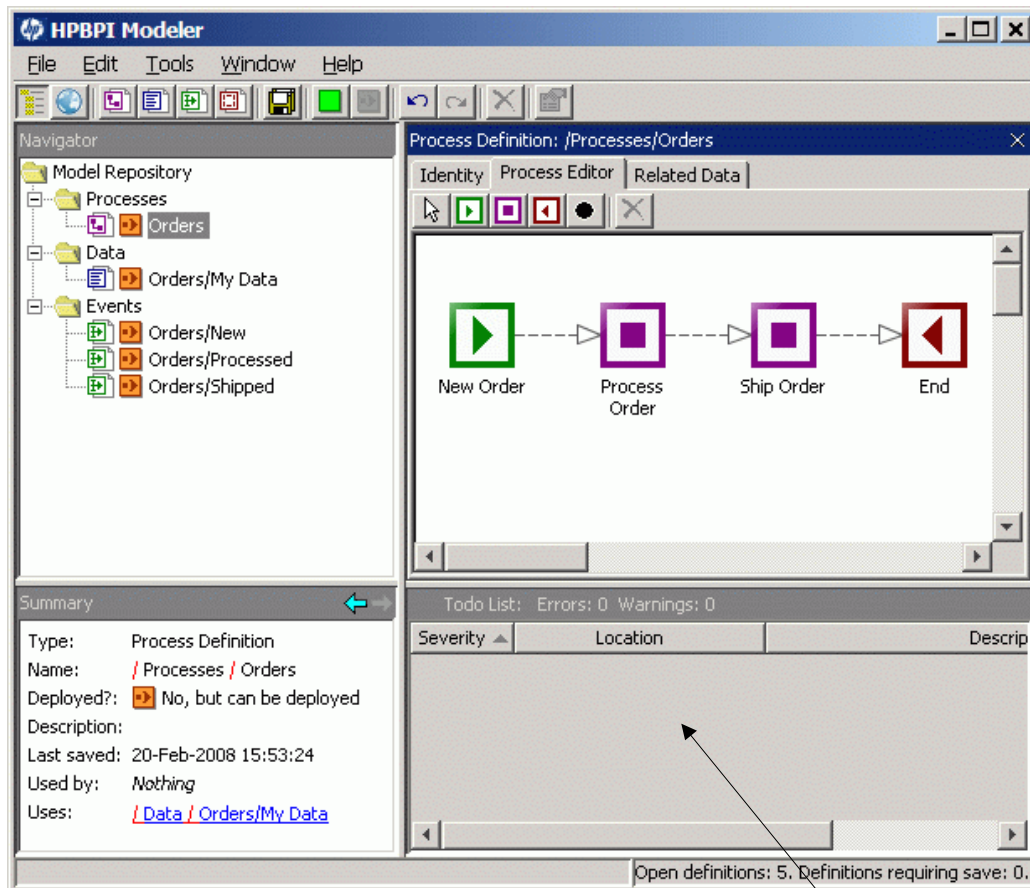 HPBPI Modeler
File Edit Tools Window Help
Navigator
Model Repository
Processes
Orders
Data
Orders/My Data
Events
Orders/New
Orders/Processed
Orders/Shipped
Process Definition: /Processes/Orders
Identity Process Editor Related Data
New Order
Process
Order
Ship Order
End
Summary
Type: Process Definition
Name: / Processes / Orders
Deployed?: No, but can be deployed
Description:
Last saved: 20-Feb-2008 15:53:24
Used by: Nothing
Uses: / Data / Orders/My Data
Todo List: Errors: 0 Warnings: 0
Severity Location Descrip
Open definitions: 5. Definitions requiring save: 0.